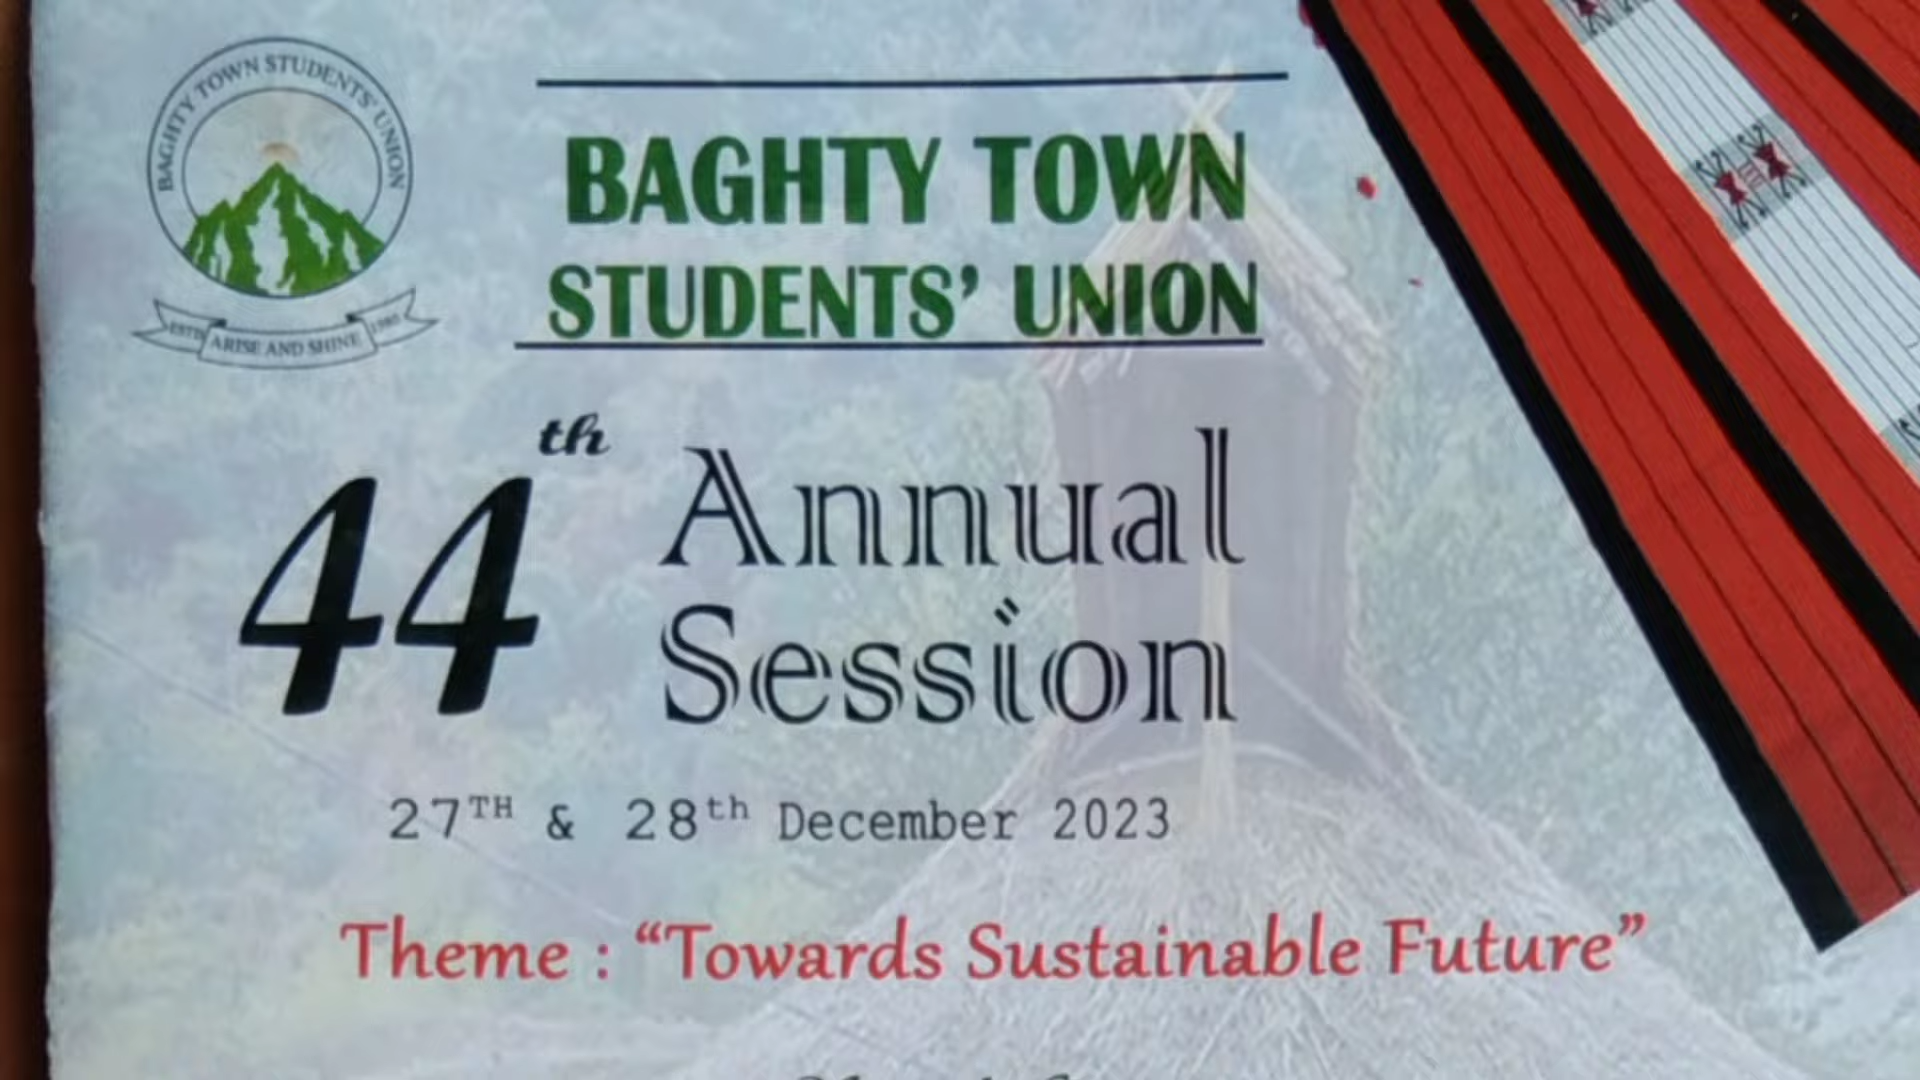 BAGHTY TOWN STUDENTS' UNION
ESTD 1980
ARISE AND SHINE
BAGHTY TOWN
STUDENTS’ UNION
44th Annual
Session
27TH & 28th December 2023
Theme : “Towards Sustainable Future”